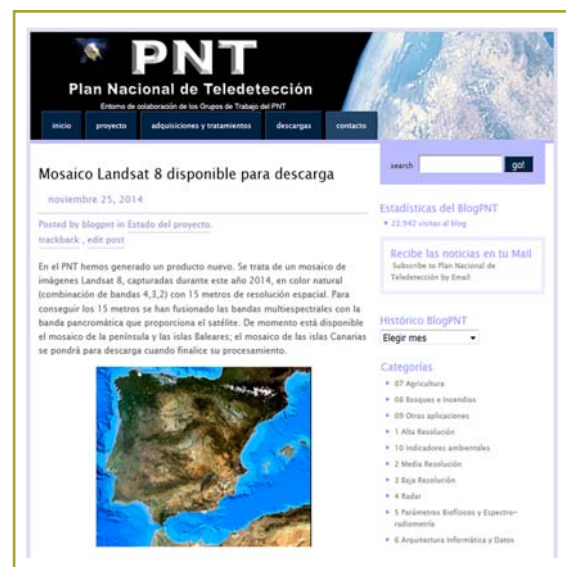 PNT
Plan Nacional de Teledetección
Entorno de colaboración de los Grupos de Trabajo del PNT
inicio proyecto adquisiciones y tratamientos descargas contacto
Mosaico Landsat 8 disponible para descarga
noviembre 25, 2014
Posted by blogpnt in Estado del proyecto,
trackback , edit post
En el PNT hemos generado un producto nuevo. Se trata de un mosaico de
imágenes Landsat 8, capturadas durante este año 2014, en color natural
(combinación de bandas 4,3,2) con 15 metros de resolución espacial. Para
conseguir los 15 metros se han fusionado las bandas multiespectrales con la
banda pancromática que proporciona el satélite. De momento está disponible
el mosaico de la península y las islas Baleares; el mosaico de las islas Canarias
se pondrá para descarga cuando finalice su procesamiento.
search go!
Estadísticas del BlogPNT
22,942 visitas al blog
Recibe las noticias en tu Mail
Subscribe to Plan Nacional de
Teledetección by Email
Histórico BlogPNT
Elegir mes
Categorías
07 Agricultura
08 Bosques e Incendios
09 Otras aplicaciones
1 Alta Resolución
10 Indicadores ambientales
2 Media Resolución
3 Baja Resolución
4 Radar
5 Parámetros Biofísicos y Espectro-
radiometría
6 Arquitectura Informática y Datos